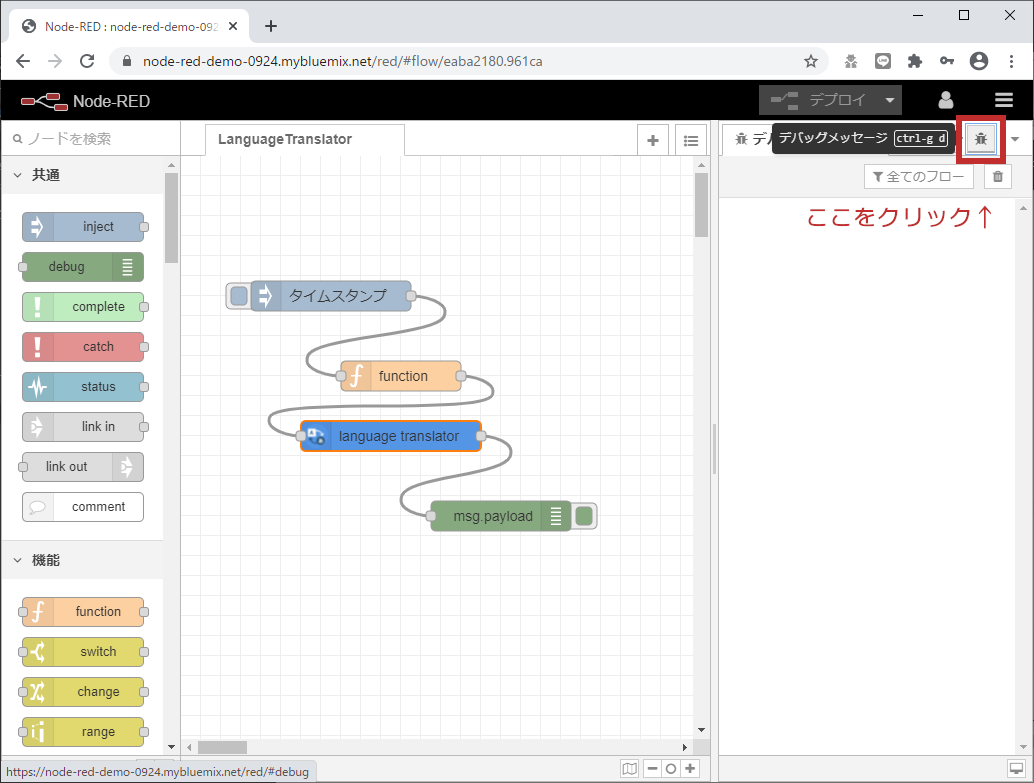 Node-RED : node-red-demo-092
node-red-demo-0924.mybluemix.net/red/#flow/eaba2180.961ca
Node-RED
デプロイ
ノードを検索
LanguageTranslator
デバッグメッセージ ctrl-g d
全てのフロー
ここをクリック↑
共通
inject
debug
complete
catch
status
link in
link out
comment
機能
function
switch
change
range
タイムスタンプ
function
language translator
msg.payload
https://node-red-demo-0924.mybluemix.net/red/#debug